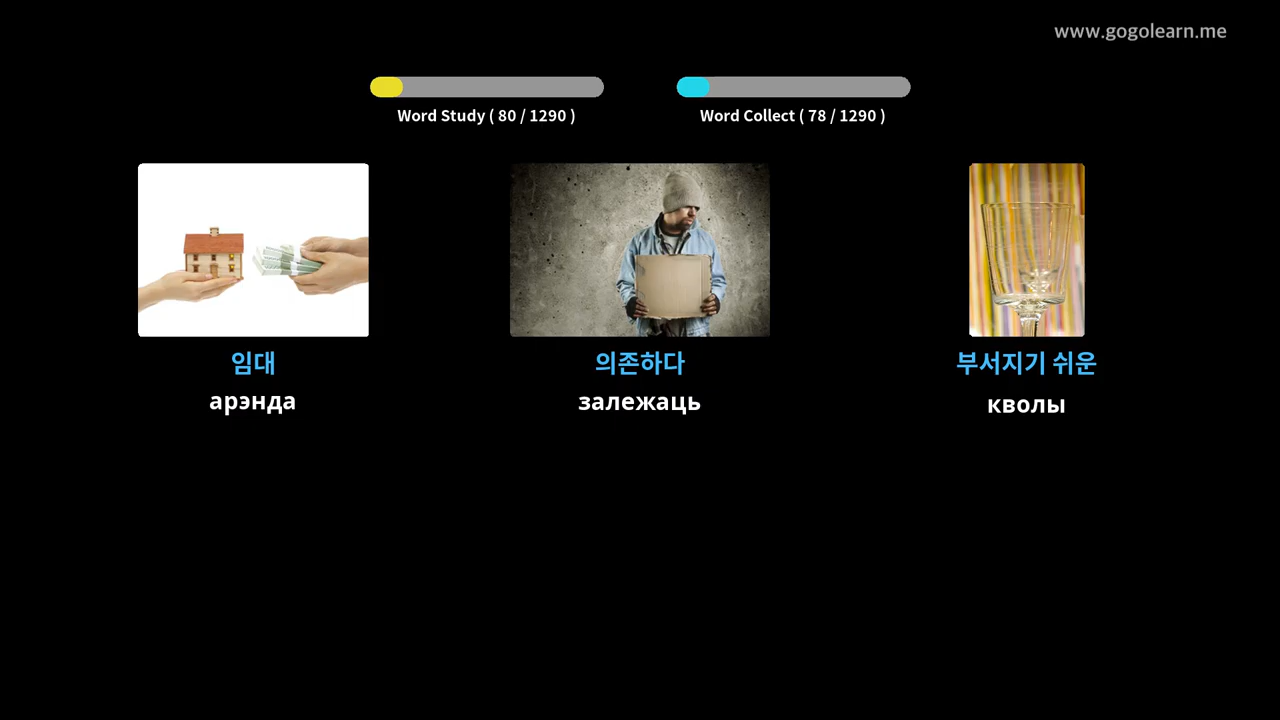 www.gogolearn.me
Word Study ( 80 / 1290 )
Word Collect ( 78 / 1290 )
임대
арэнда
의존하다
залежаць
부서지기 쉬운
кволы